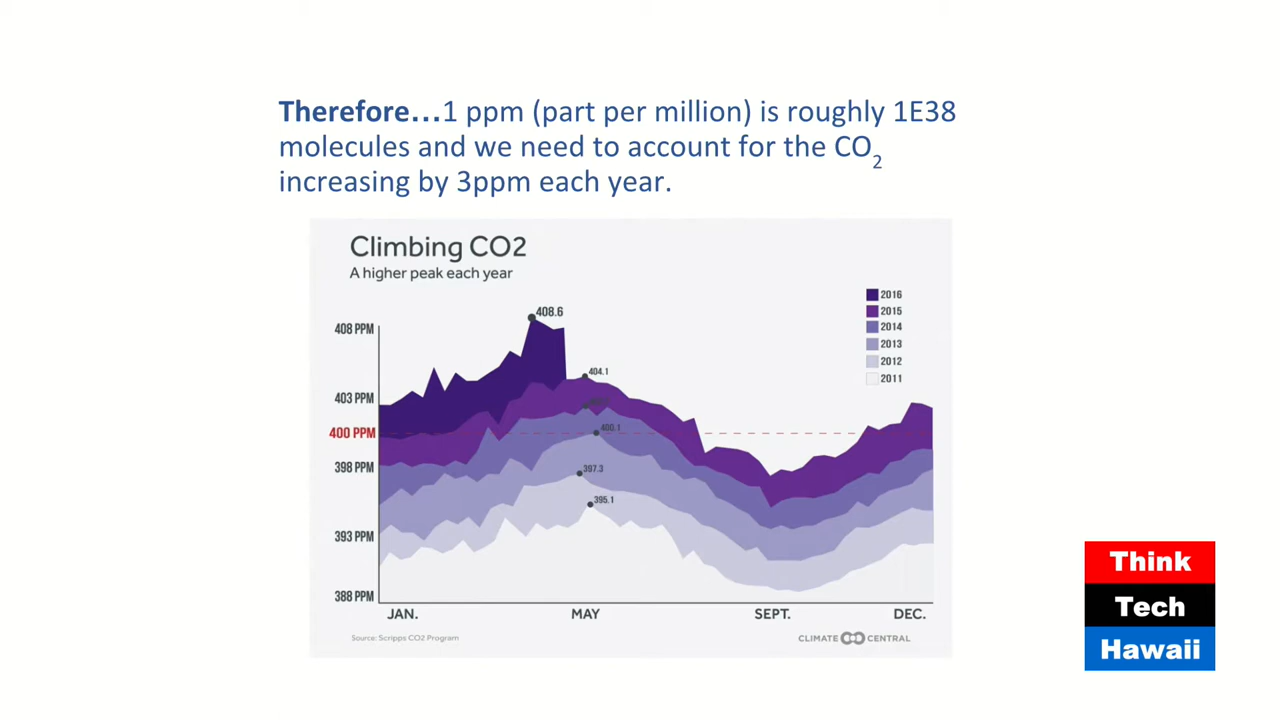 Therefore...1 ppm (part per million) is roughly 1E38
molecules and we need to account for the CO2
increasing by 3ppm each year.
Climbing CO2
A higher peak each year
2016
2015
2014
2013
2012
2011
408.6
404.1
400.1
397.3
395.1
408 PPM
403 PPM
400 PPM
398 PPM
393 PPM
388 PPM
JAN.
MAY
SEPT.
DEC.
Source: Scripps CO2 Program
CLIMATE CENTRAL
Think
Tech
Hawaii